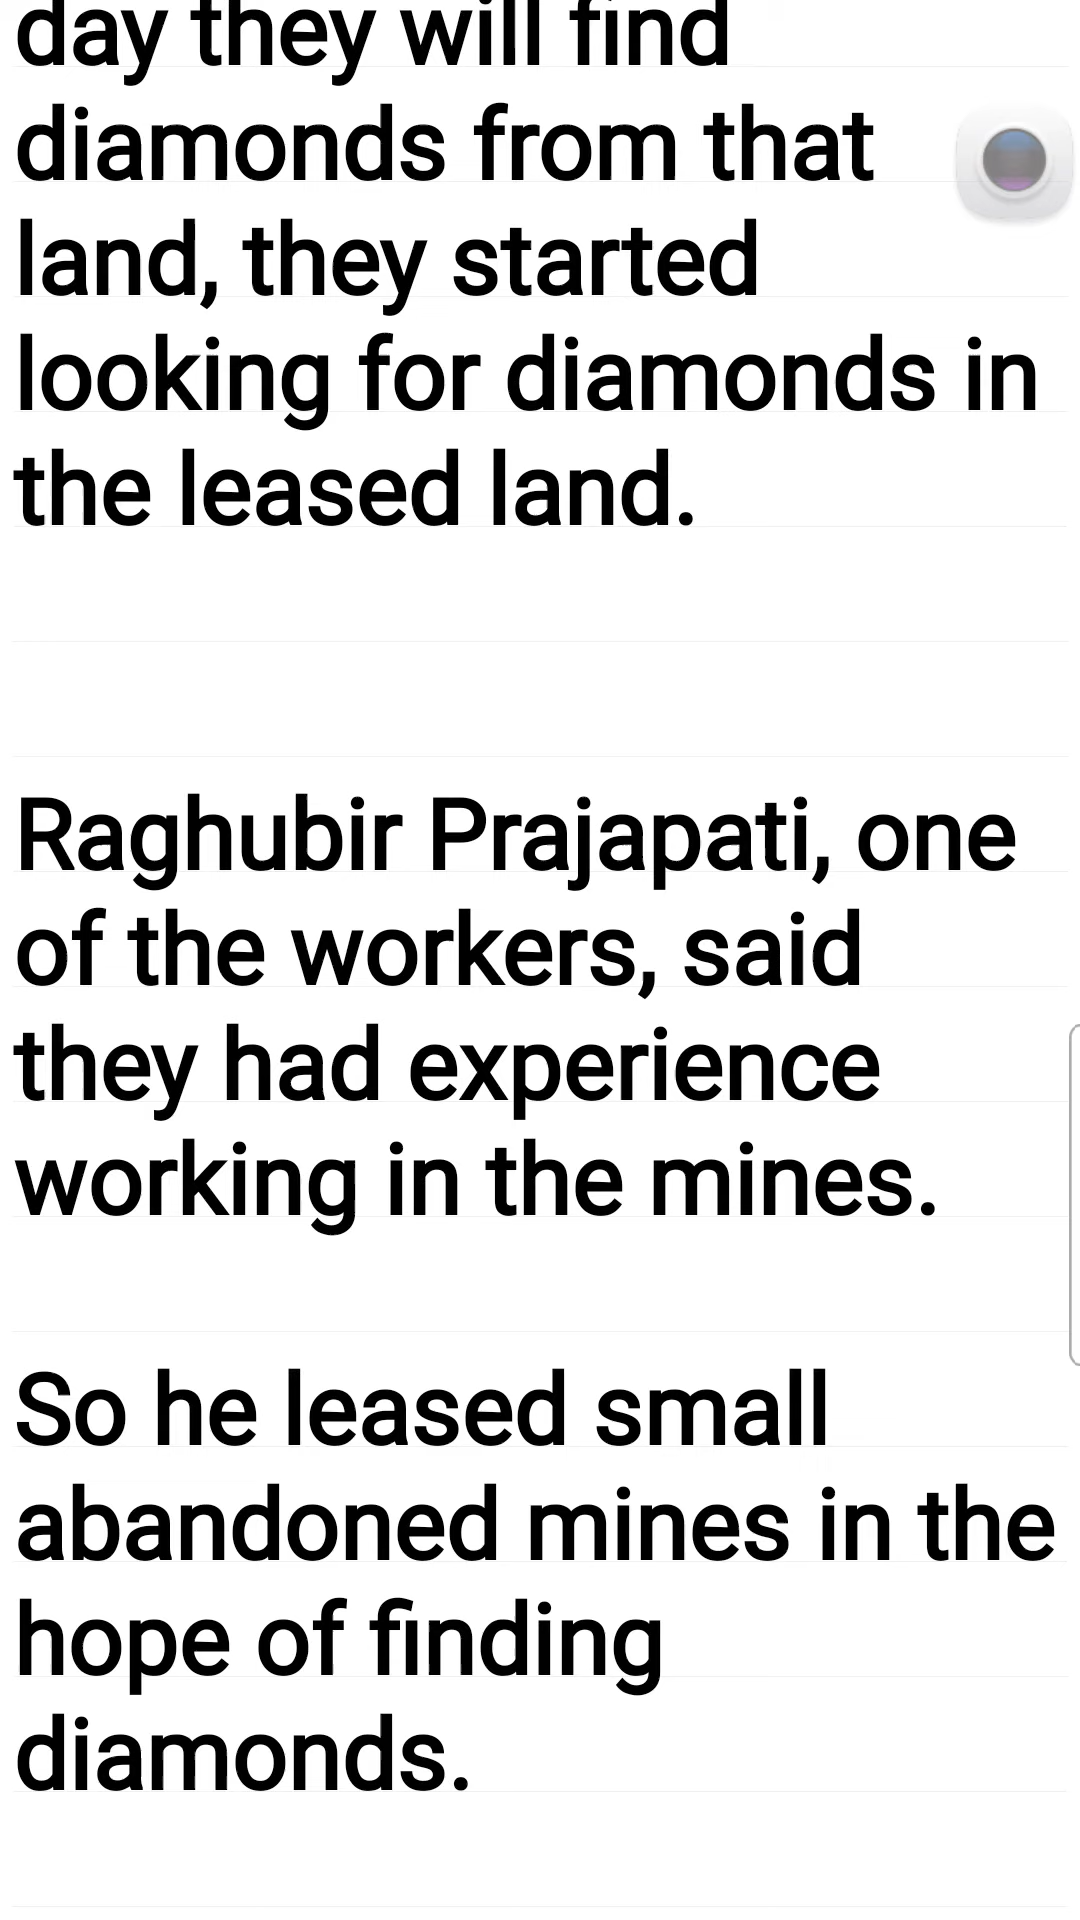 day they will find
diamonds from that
land, they started
looking for diamonds in
the leased land.
Raghubir Prajapati, one
of the workers, said
they had experience
working in the mines.
So he leased small
abandoned mines in the
hope of finding
diamonds.